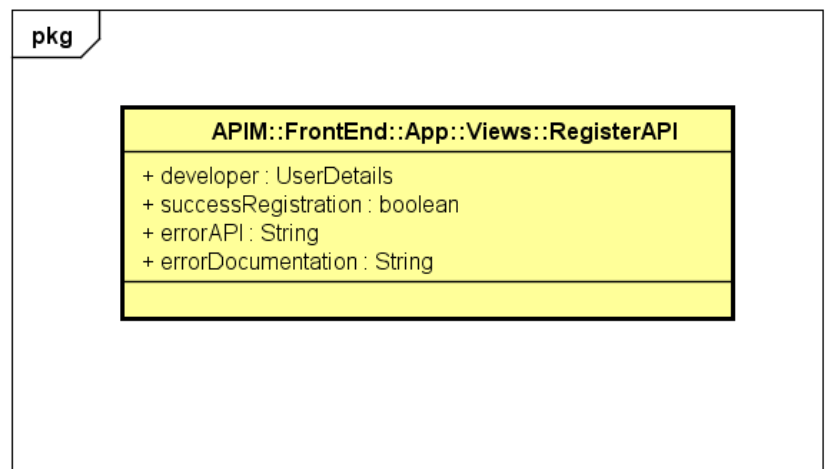 pkg
APIM::FrontEnd::App::Views::RegisterAPI
+ developer : UserDetails
+ successRegistration : boolean
+ errorAPI : String
+ errorDocumentation : String